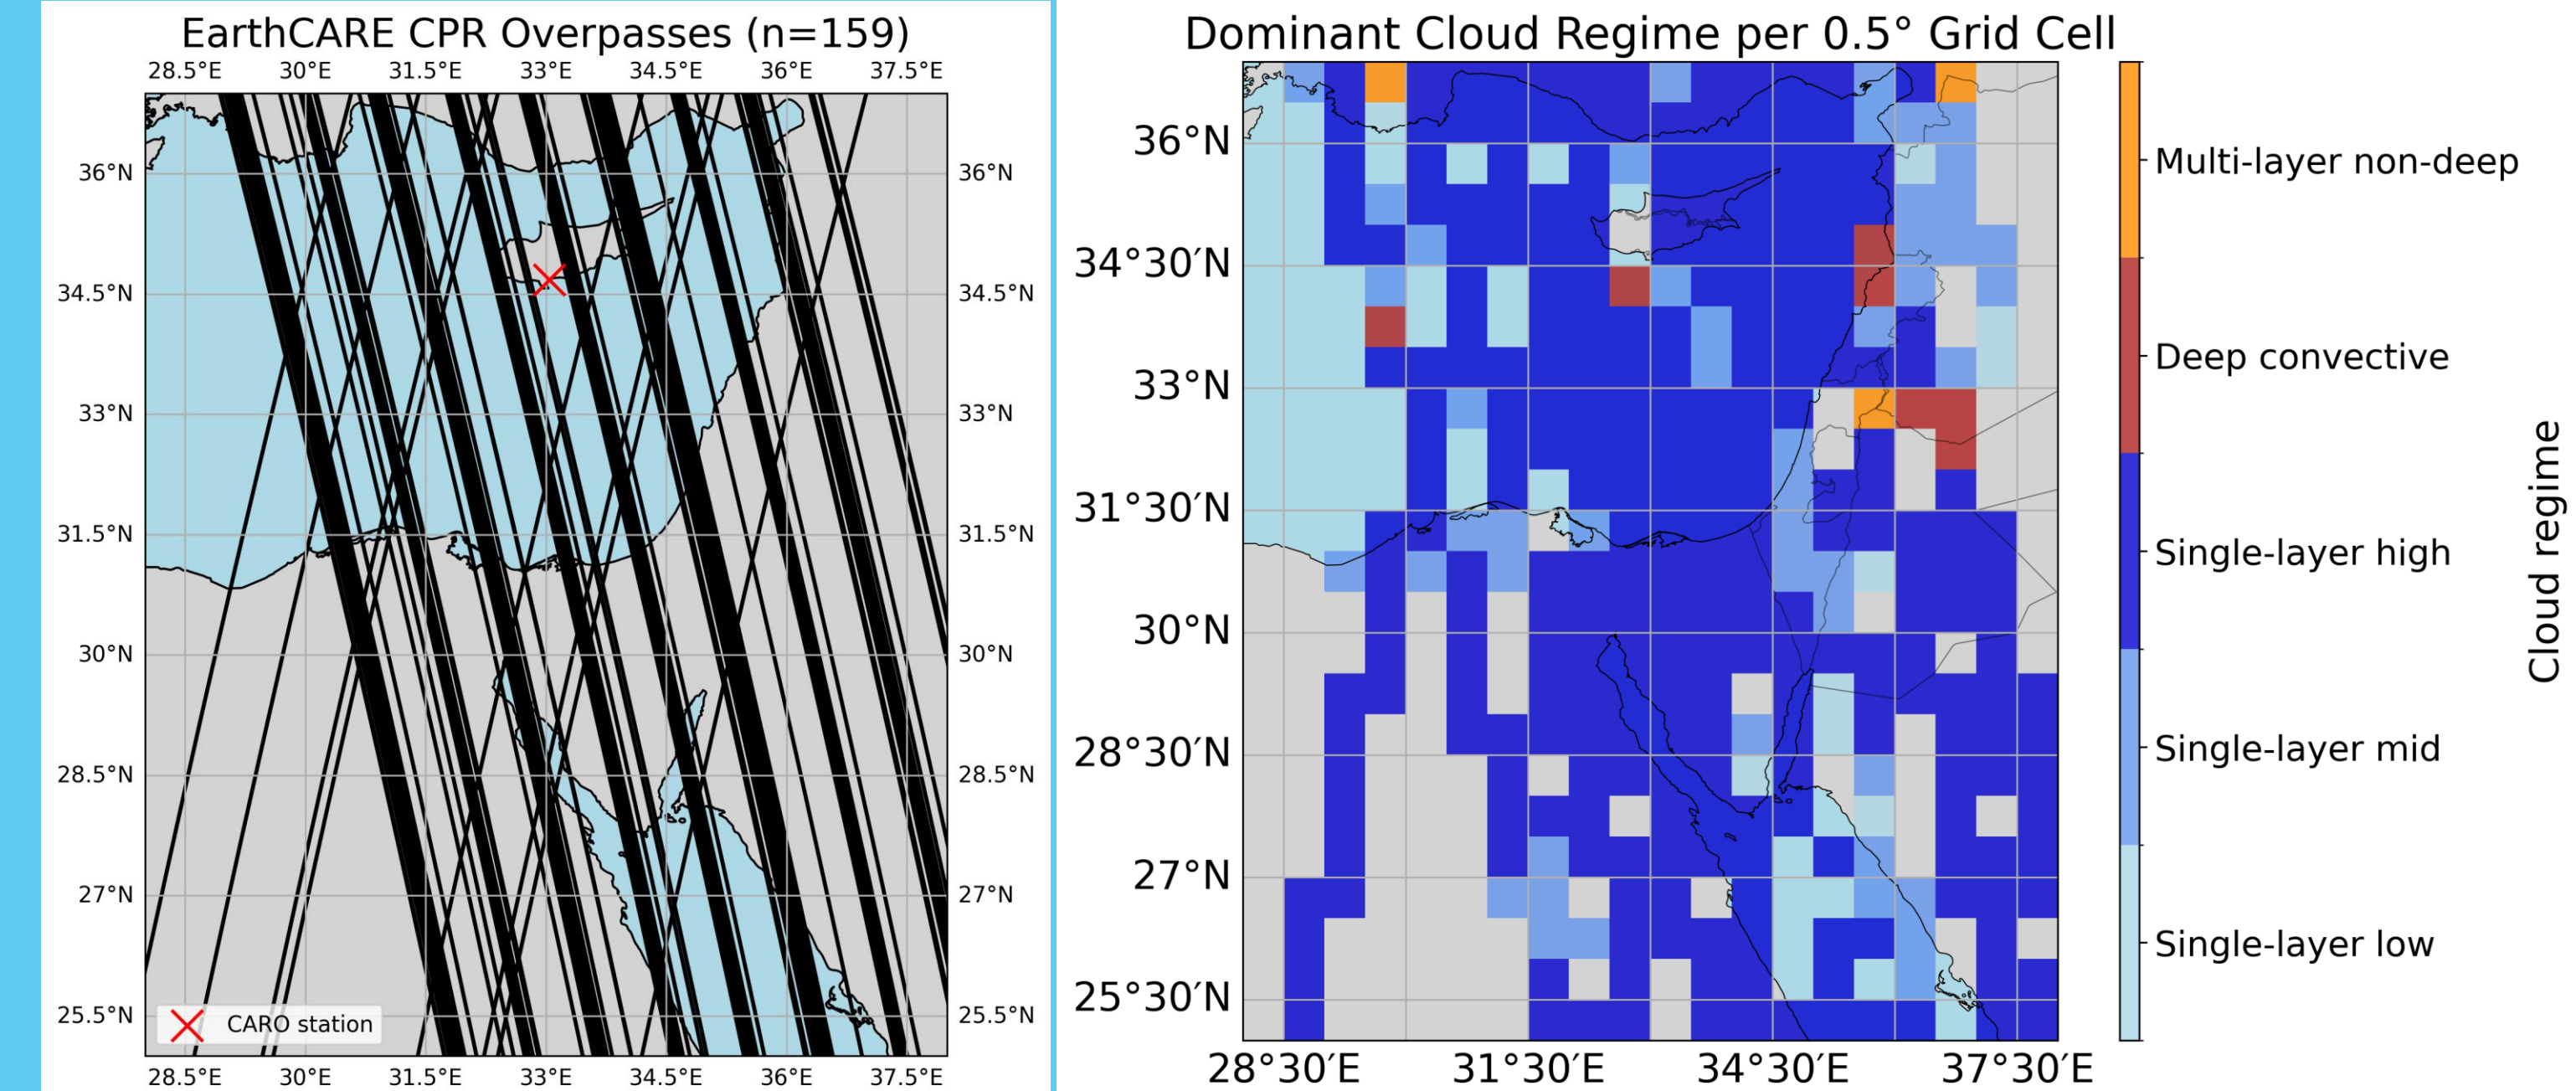 EarthCARE CPR Overpasses (n=159)
28.5°E 30°E 31.5°E 33°E 34.5°E 36°E 37.5°E
36°N 36°N
34.5°N 34.5°N
33°N 33°N
31.5°N 31.5°N
30°N 30°N
28.5°N 28.5°N
27°N 27°N
25.5°N 25.5°N
CARO station
28.5°E 30°E 31.5°E 33°E 34.5°E 36°E 37.5°E
Dominant Cloud Regime per 0.5° Grid Cell
36°N
34°30′N
33°N
31°30′N
30°N
28°30′N
27°N
25°30′N
28°30′E 31°30′E 34°30′E 37°30′E
Multi-layer non-deep
Deep convective
Single-layer high
Single-layer mid
Single-layer low
Cloud regime